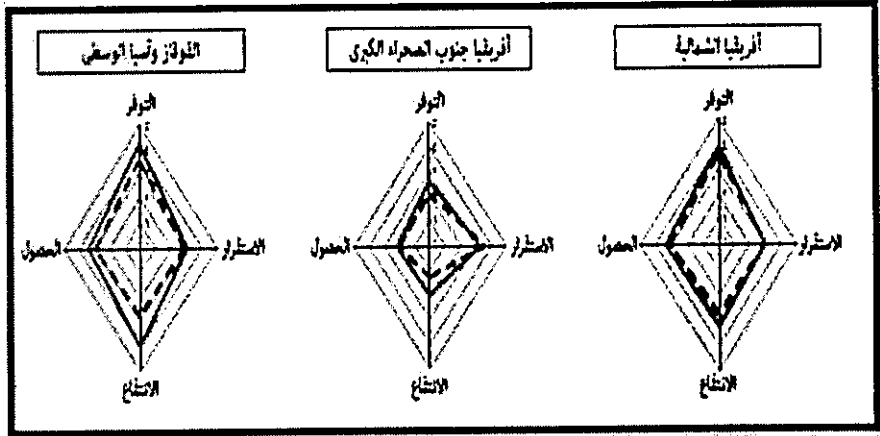 أفريقيا الشمالية
التوفر
الاستقرار
الحصول
الانتفاع
أفريقيا جنوب الصحراء الكبرى
التوفر
الاستقرار
الحصول
الانتفاع
القوقاز وآسيا الوسطى
التوفر
الاستقرار
الحصول
الانتفاع